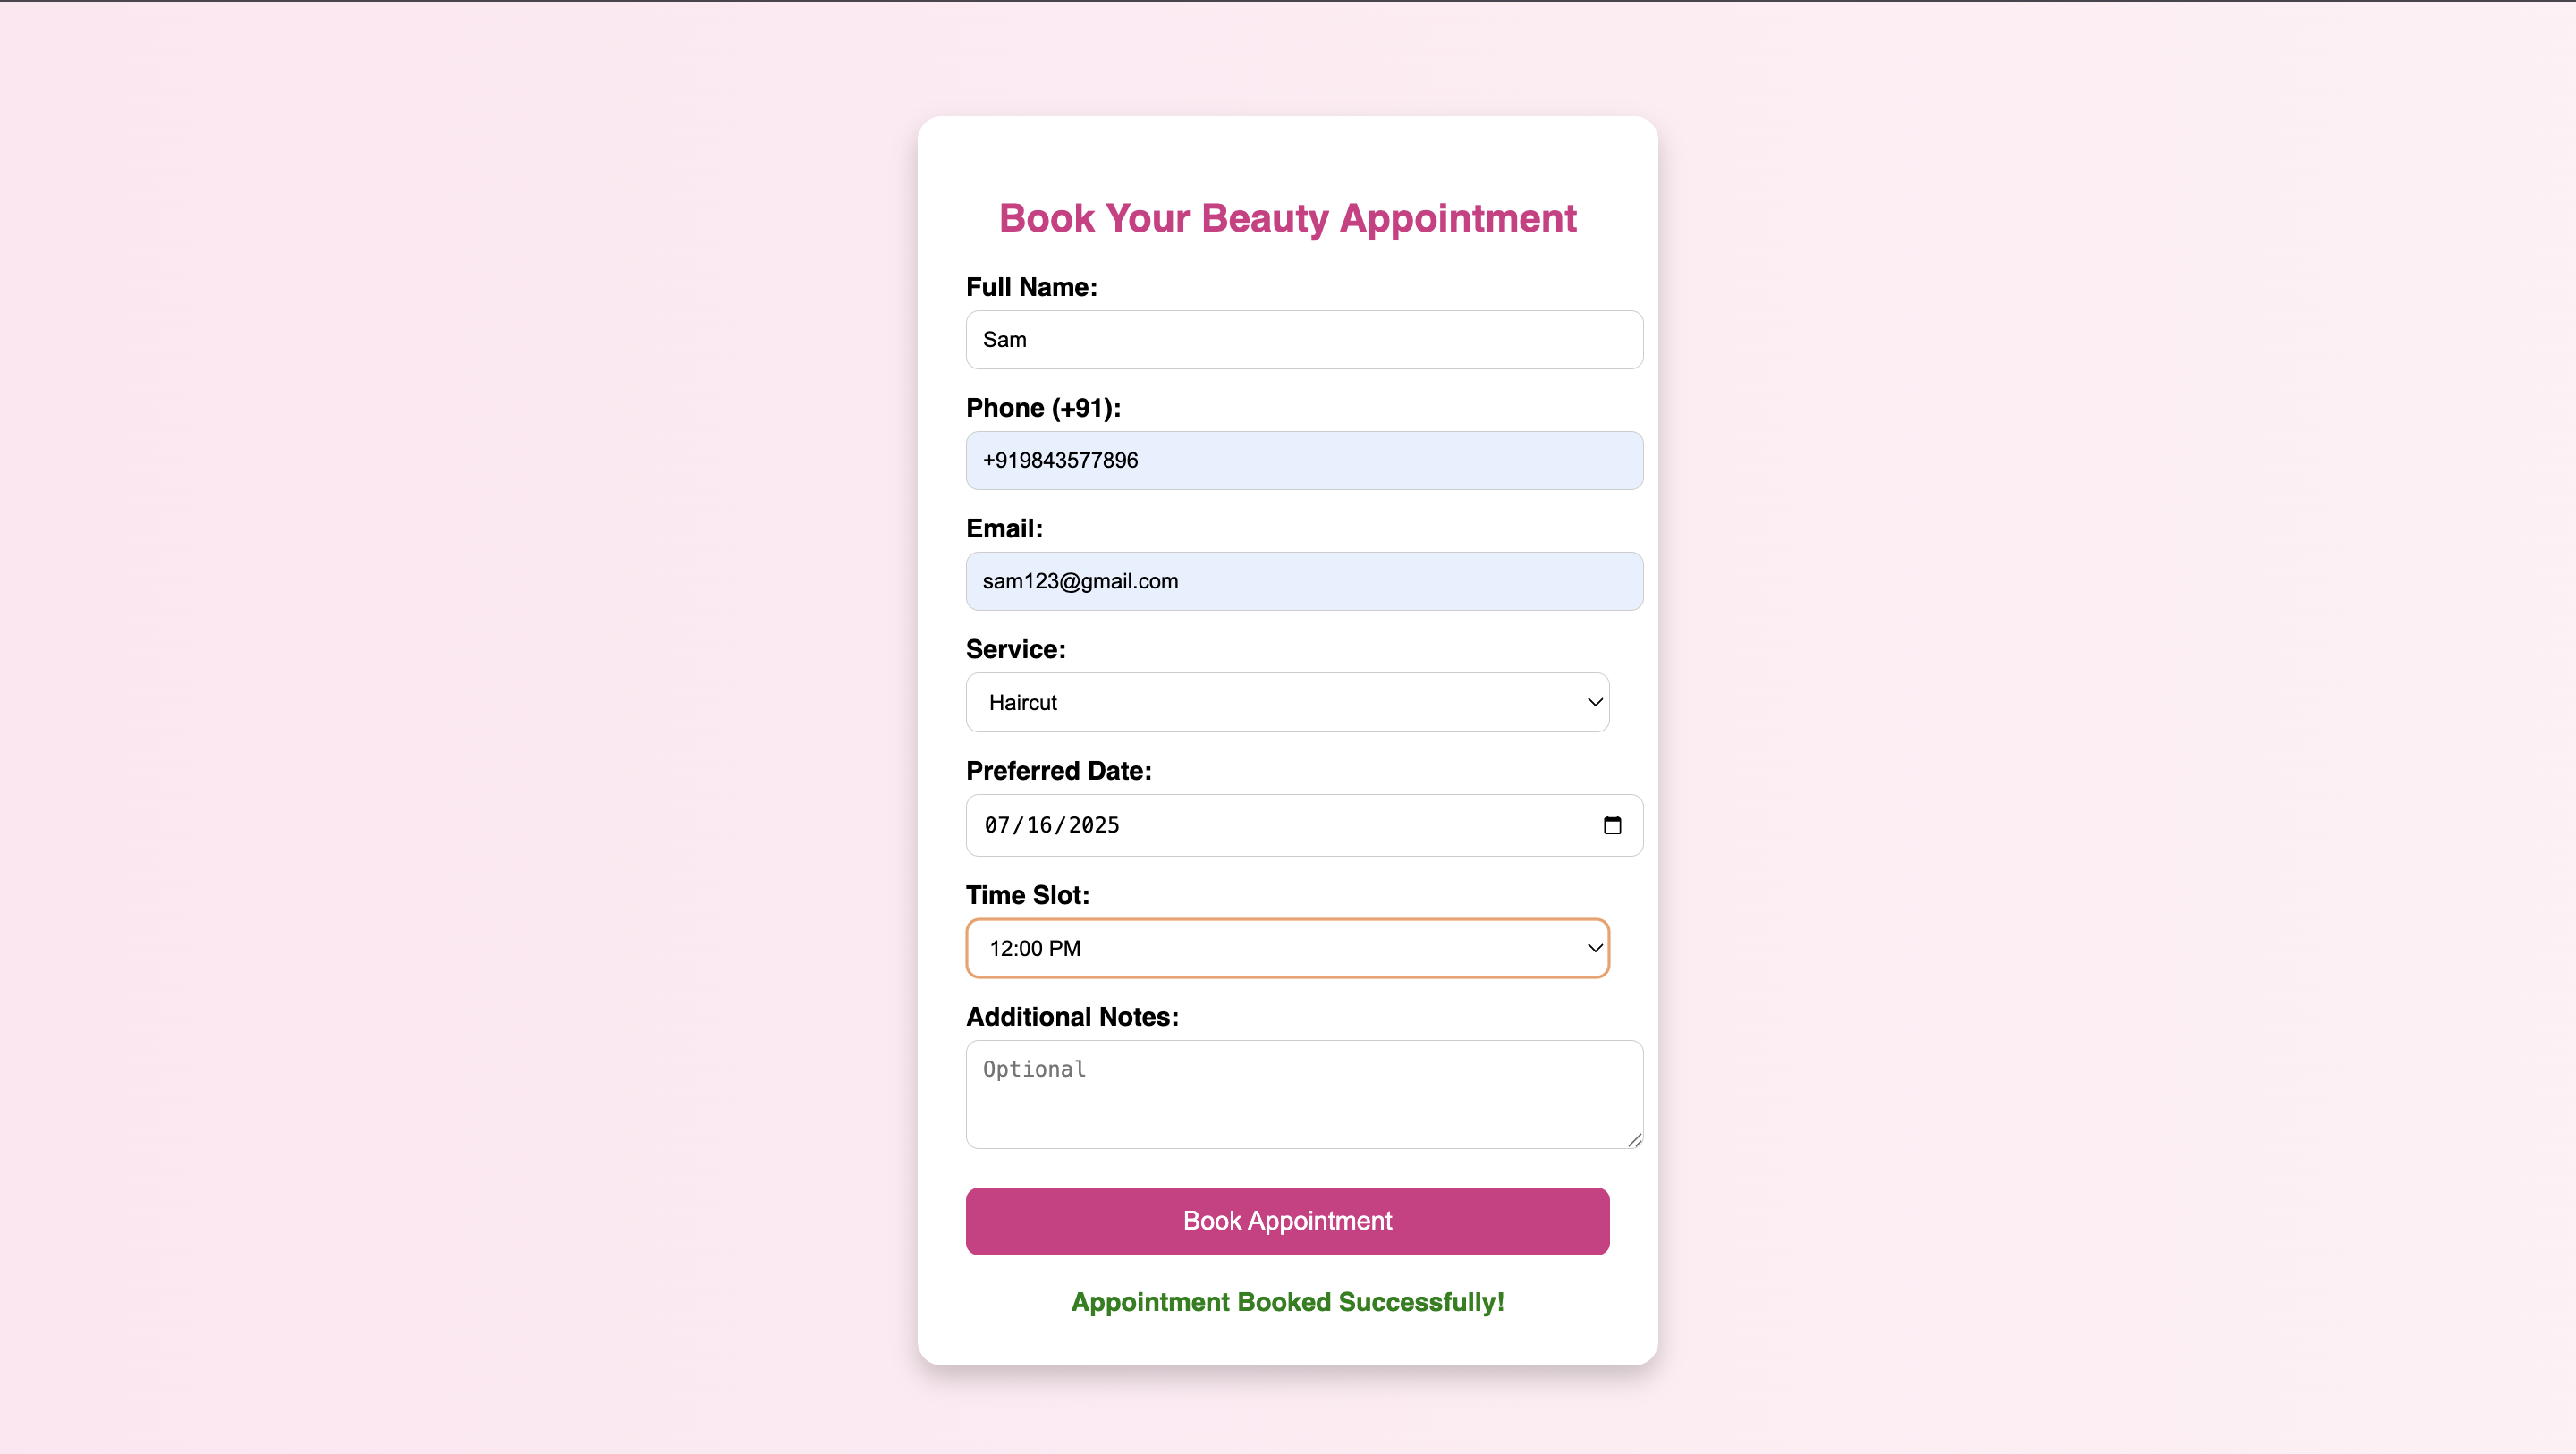 Book Your Beauty Appointment
Full Name:
Sam
Phone (+91):
+919843577896
Email:
sam123@gmail.com
Service:
Haircut
Preferred Date:
07/16/2025
Time Slot:
12:00 PM
Additional Notes:
Optional
Book Appointment
Appointment Booked Successfully!